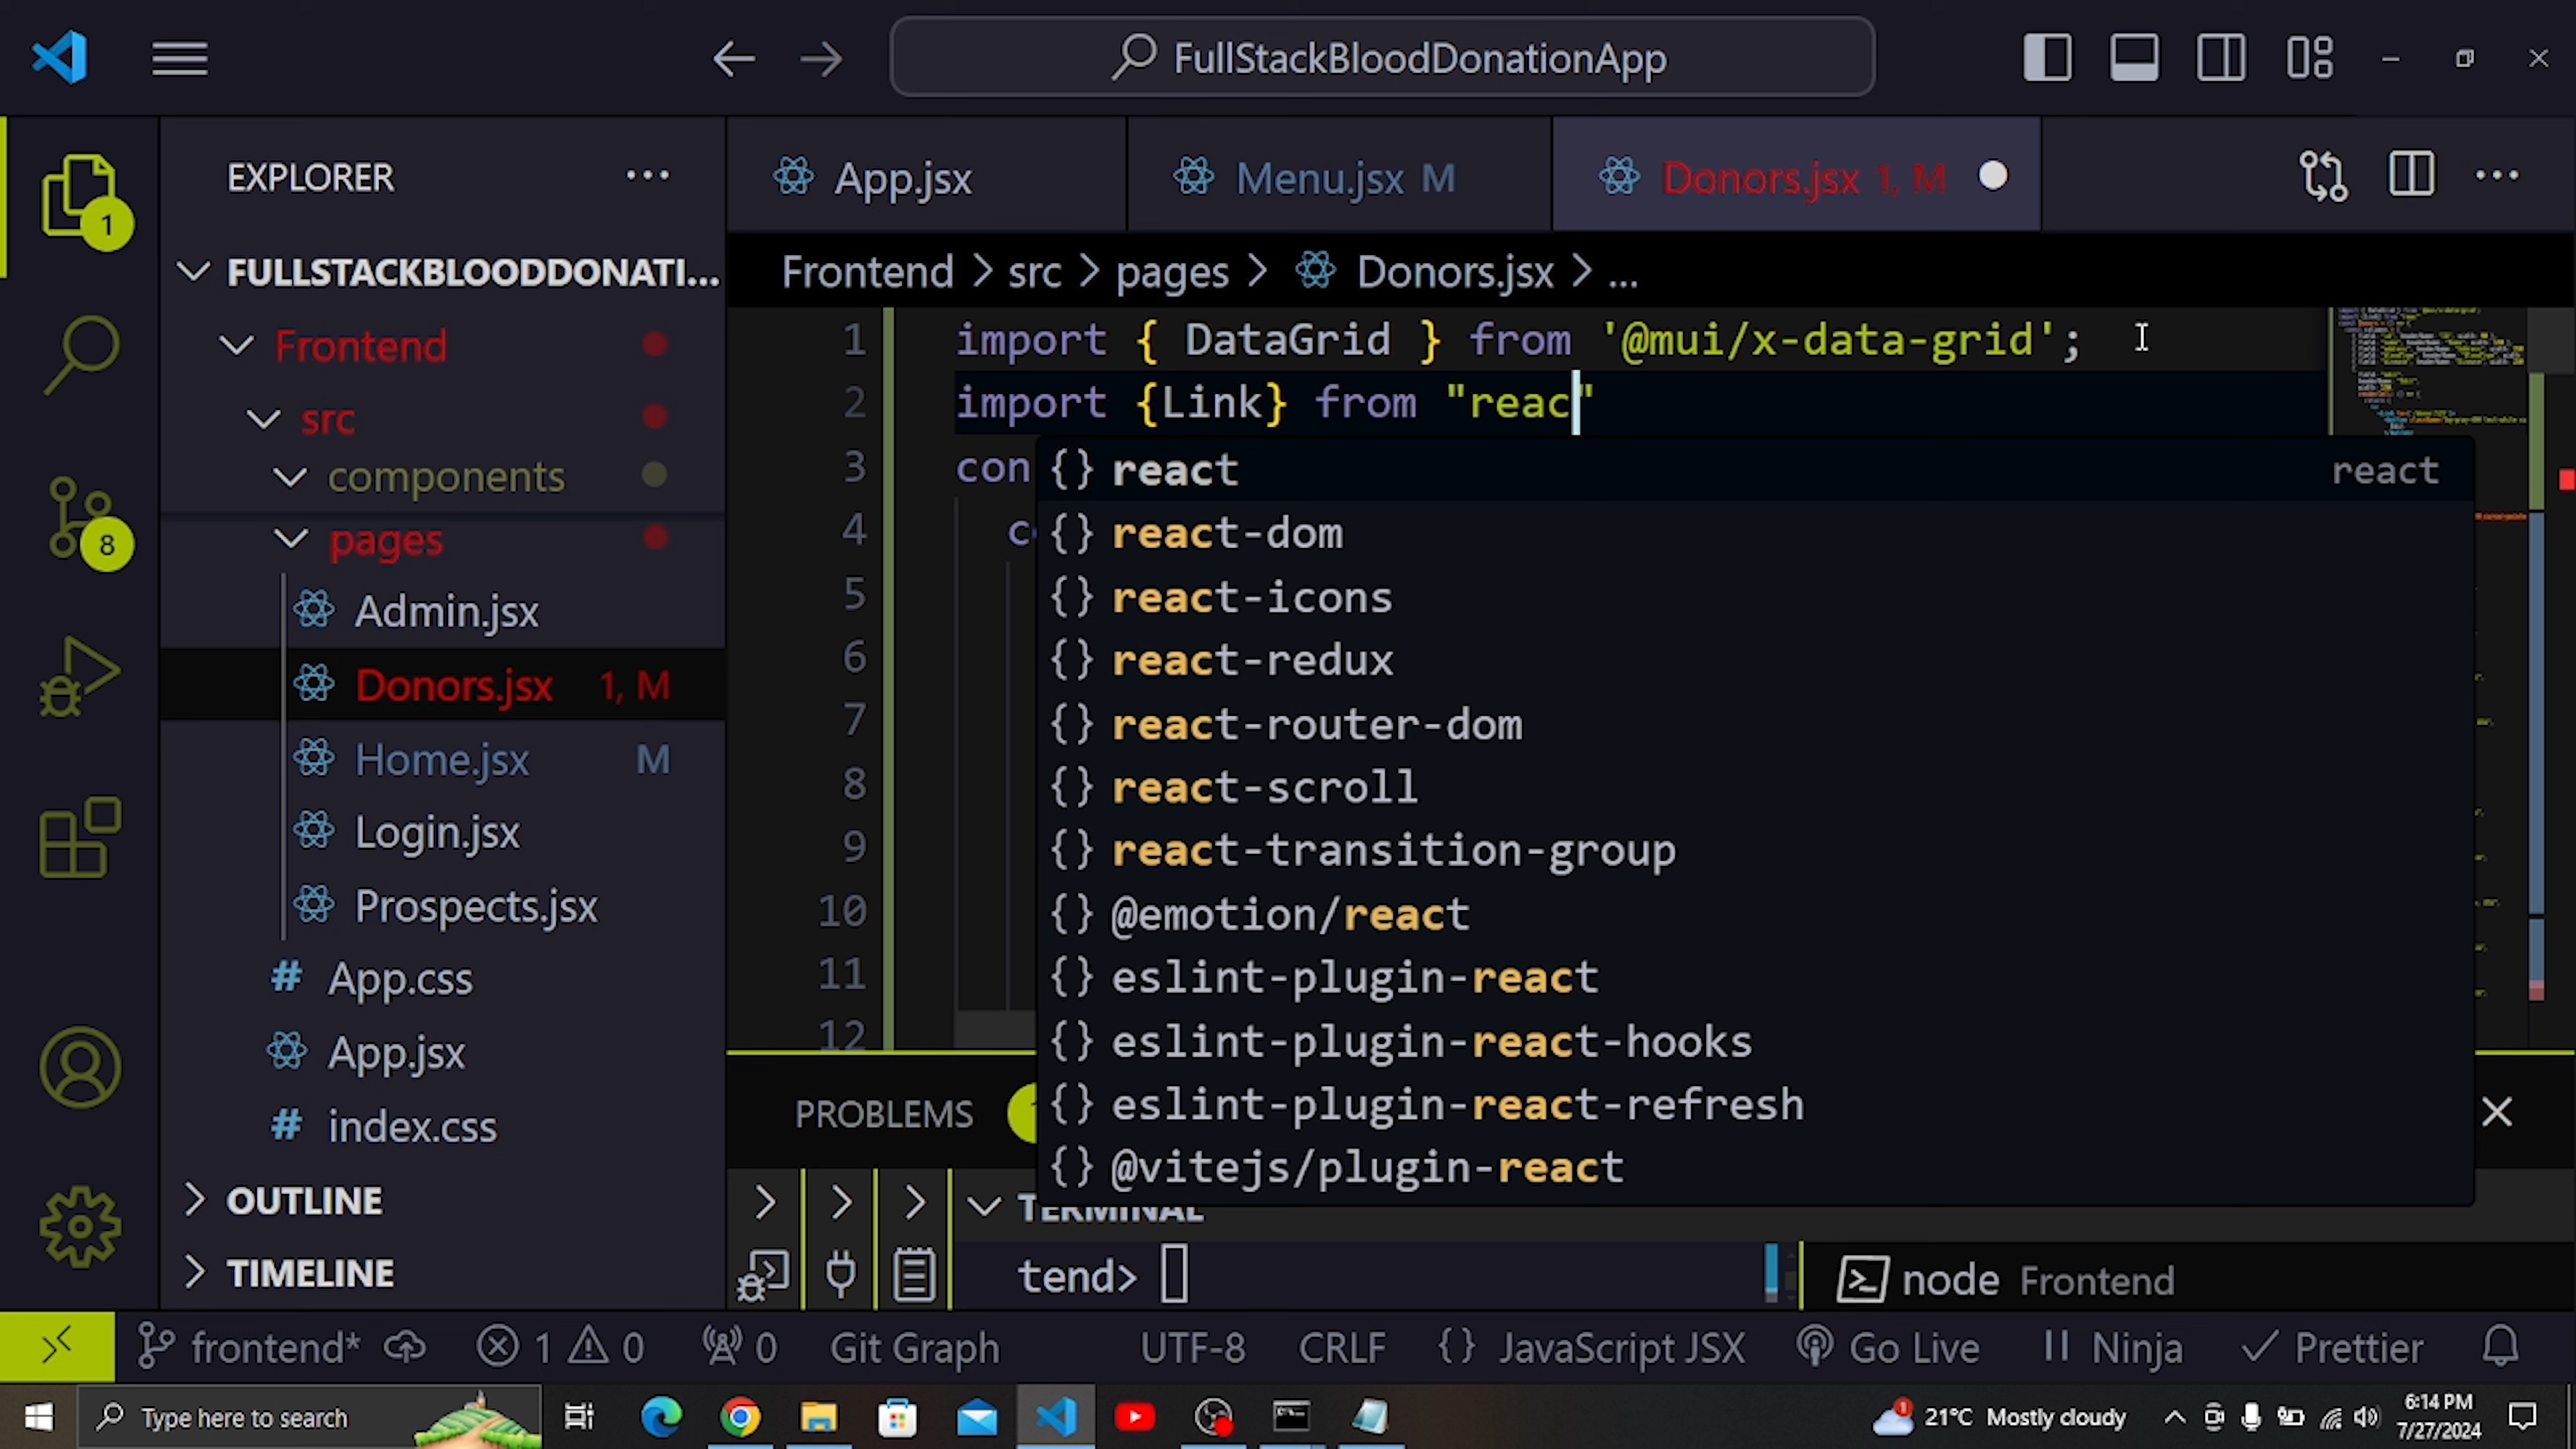 FullStackBloodDonationApp
EXPLORER
App.jsx
Menu.jsx M
Donors.jsx 1, M
1
FULLSTACKBLOODDONATI...
Frontend > src > pages > Donors.jsx > ...
Frontend
src
components
pages
Admin.jsx
Donors.jsx 1, M
Home.jsx M
Login.jsx
Prospects.jsx
App.css
App.jsx
index.css
OUTLINE
TIMELINE
8
1 import { DataGrid } from '@mui/x-data-grid';
2 import {Link} from "reac"
3 con
4 c
5
6
7
8
9
10
11
12
{} react react
{} react-dom
{} react-icons
{} react-redux
{} react-router-dom
{} react-scroll
{} react-transition-group
{} @emotion/react
{} eslint-plugin-react
{} eslint-plugin-react-hooks
{} eslint-plugin-react-refresh
{} @vitejs/plugin-react
PROBLEMS
TERMINAL
tend>
node Frontend
frontend* 1 0 0 Git Graph UTF-8 CRLF {} JavaScript JSX Go Live Ninja Prettier
Type here to search
1
21°C Mostly cloudy
6:14 PM
7/27/2024